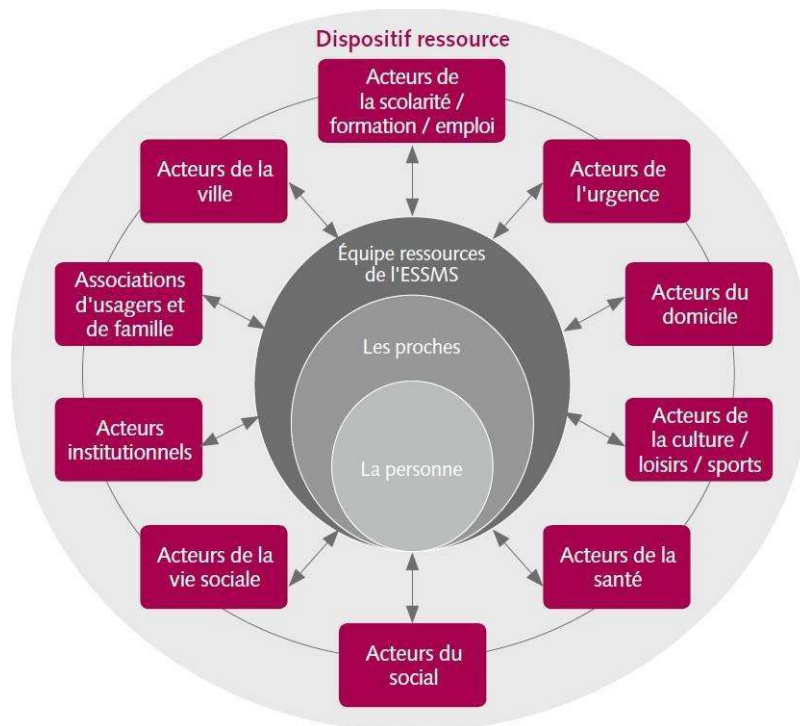 Dispositif ressource
Acteurs de
la scolarité /
formation / emploi
Acteurs de la
ville
Acteurs de
l'urgence
Équipe ressources
de l'ESSMS
Associations
d'usagers et
de famille
Acteurs du
domicile
Les proches
Acteurs
institutionnels
Acteurs de
la culture /
loisirs / sports
La personne
Acteurs de la
vie sociale
Acteurs de la
santé
Acteurs du
social